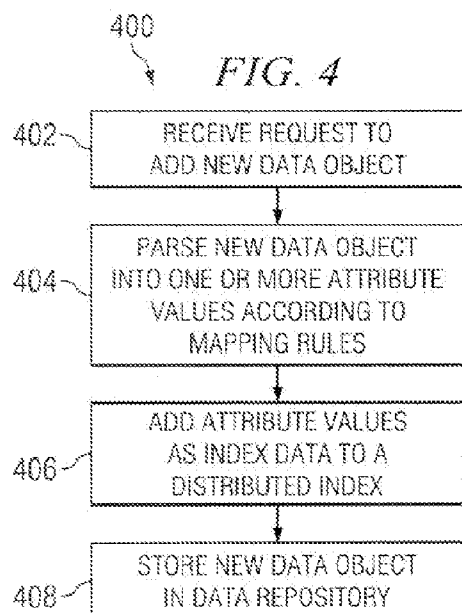 400
FIG. 4
402
RECEIVE REQUEST TO
ADD NEW DATA OBJECT
404
PARSE NEW DATA OBJECT
INTO ONE OR MORE ATTRIBUTE
VALUES ACCORDING TO
MAPPING RULES
406
ADD ATTRIBUTE VALUES
AS INDEX DATA TO A
DISTRIBUTED INDEX
408
STORE NEW DATA OBJECT
IN DATA REPOSITORY